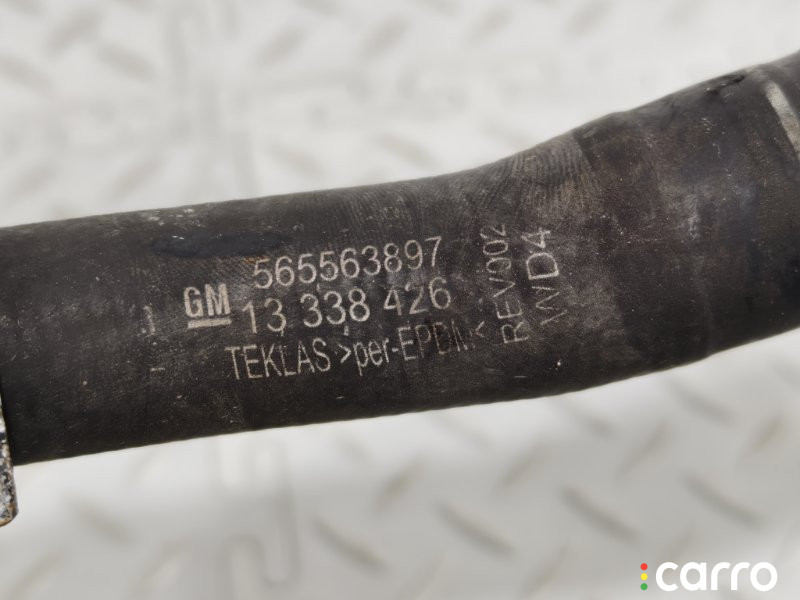 565563897
GM 13 338 426
TEKLAS >per-EPDM<
REV002
WD4
carro